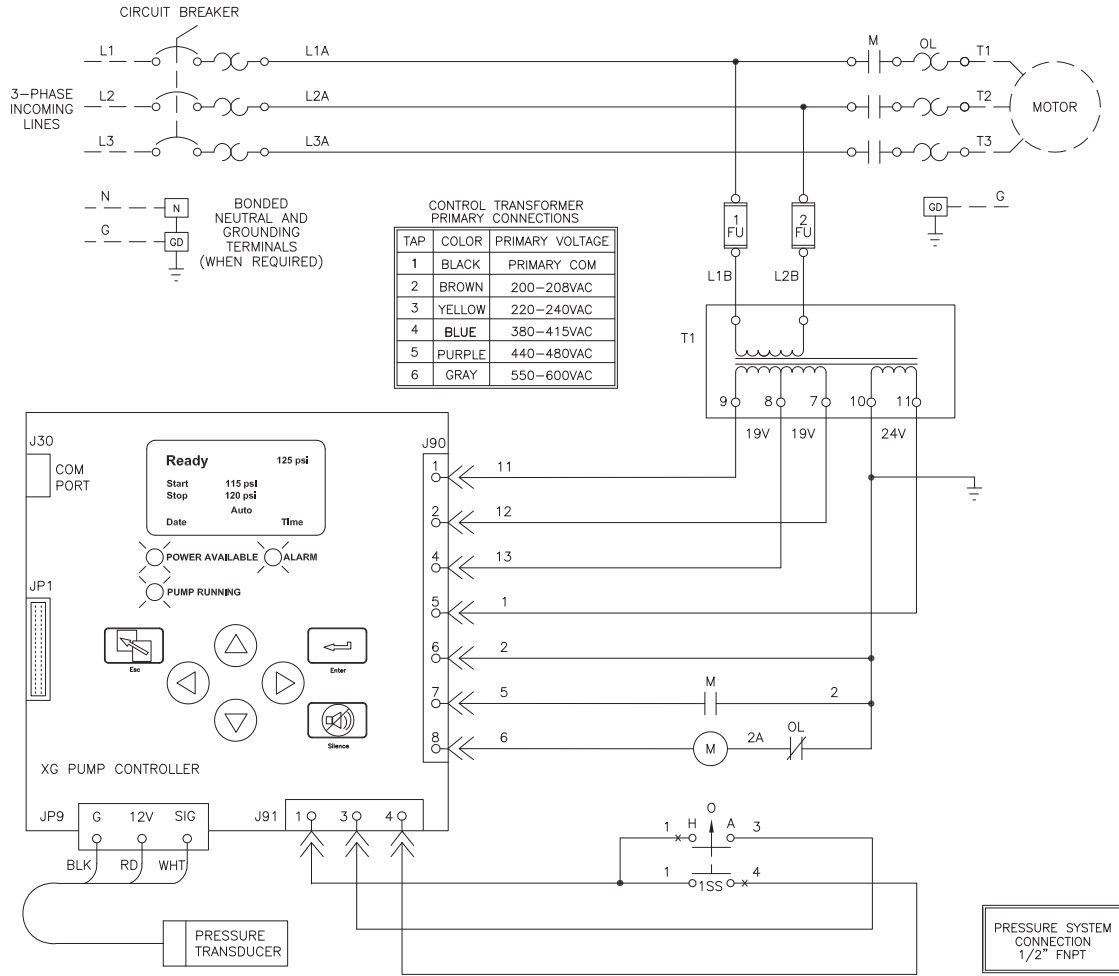 CIRCUIT BREAKER
L1
L1A
M
OL
T1
3-PHASE
INCOMING
LINES
L2
L2A
T2
MOTOR
L3
L3A
T3
N
N
G
GD
BONDED
NEUTRAL AND
GROUNDING
TERMINALS
(WHEN REQUIRED)
CONTROL TRANSFORMER
PRIMARY CONNECTIONS
TAP COLOR PRIMARY VOLTAGE
1 BLACK PRIMARY COM
2 BROWN 200-208VAC
3 YELLOW 220-240VAC
4 BLUE 380-415VAC
5 PURPLE 440-480VAC
6 GRAY 550-600VAC
1
FU
2
FU
GD
G
L1B
L2B
T1
9 8 7 10 11
19V 19V 24V
J30
COM
PORT
Ready 125 psi
Start 115 psi
Stop 120 psi
Auto
Date Time
POWER AVAILABLE
ALARM
PUMP RUNNING
JP1
Esc
Enter
Silence
XG PUMP CONTROLLER
J90
1 11
2 12
4 13
5 1
6 2
7 5 M 2
8 6 M 2A OL
JP9 G 12V SIG
BLK RD WHT
J91 1 3 4
O
1 x H A 3
1 1SS x 4
PRESSURE
TRANSDUCER
PRESSURE SYSTEM
CONNECTION
1/2" FNPT